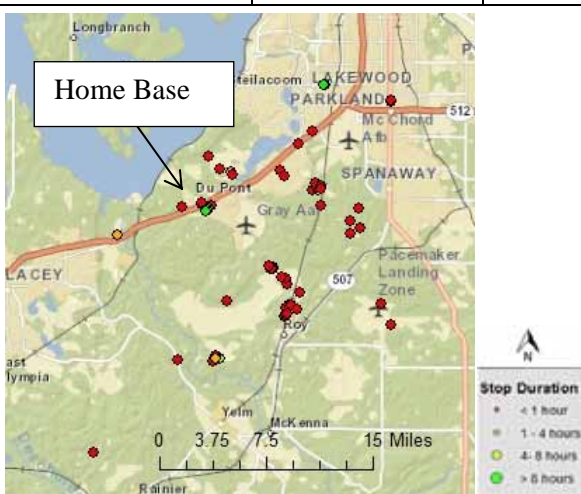 Longbranch
Home Base
teilacoom
LAKEWOOD
PARKLAND
512
Mc Chord
Afb
SPANAWAY
Du Pont
Gray Aa
Pacemaker
Landing
Zone
507
LACEY
Roy
ast
lympia
Yelm
McKenna
0 3.75 7.5 15 Miles
Rainier
N
Stop Duration
< 1 hour
1 - 4 hours
4- 8 hours
> 8 hours